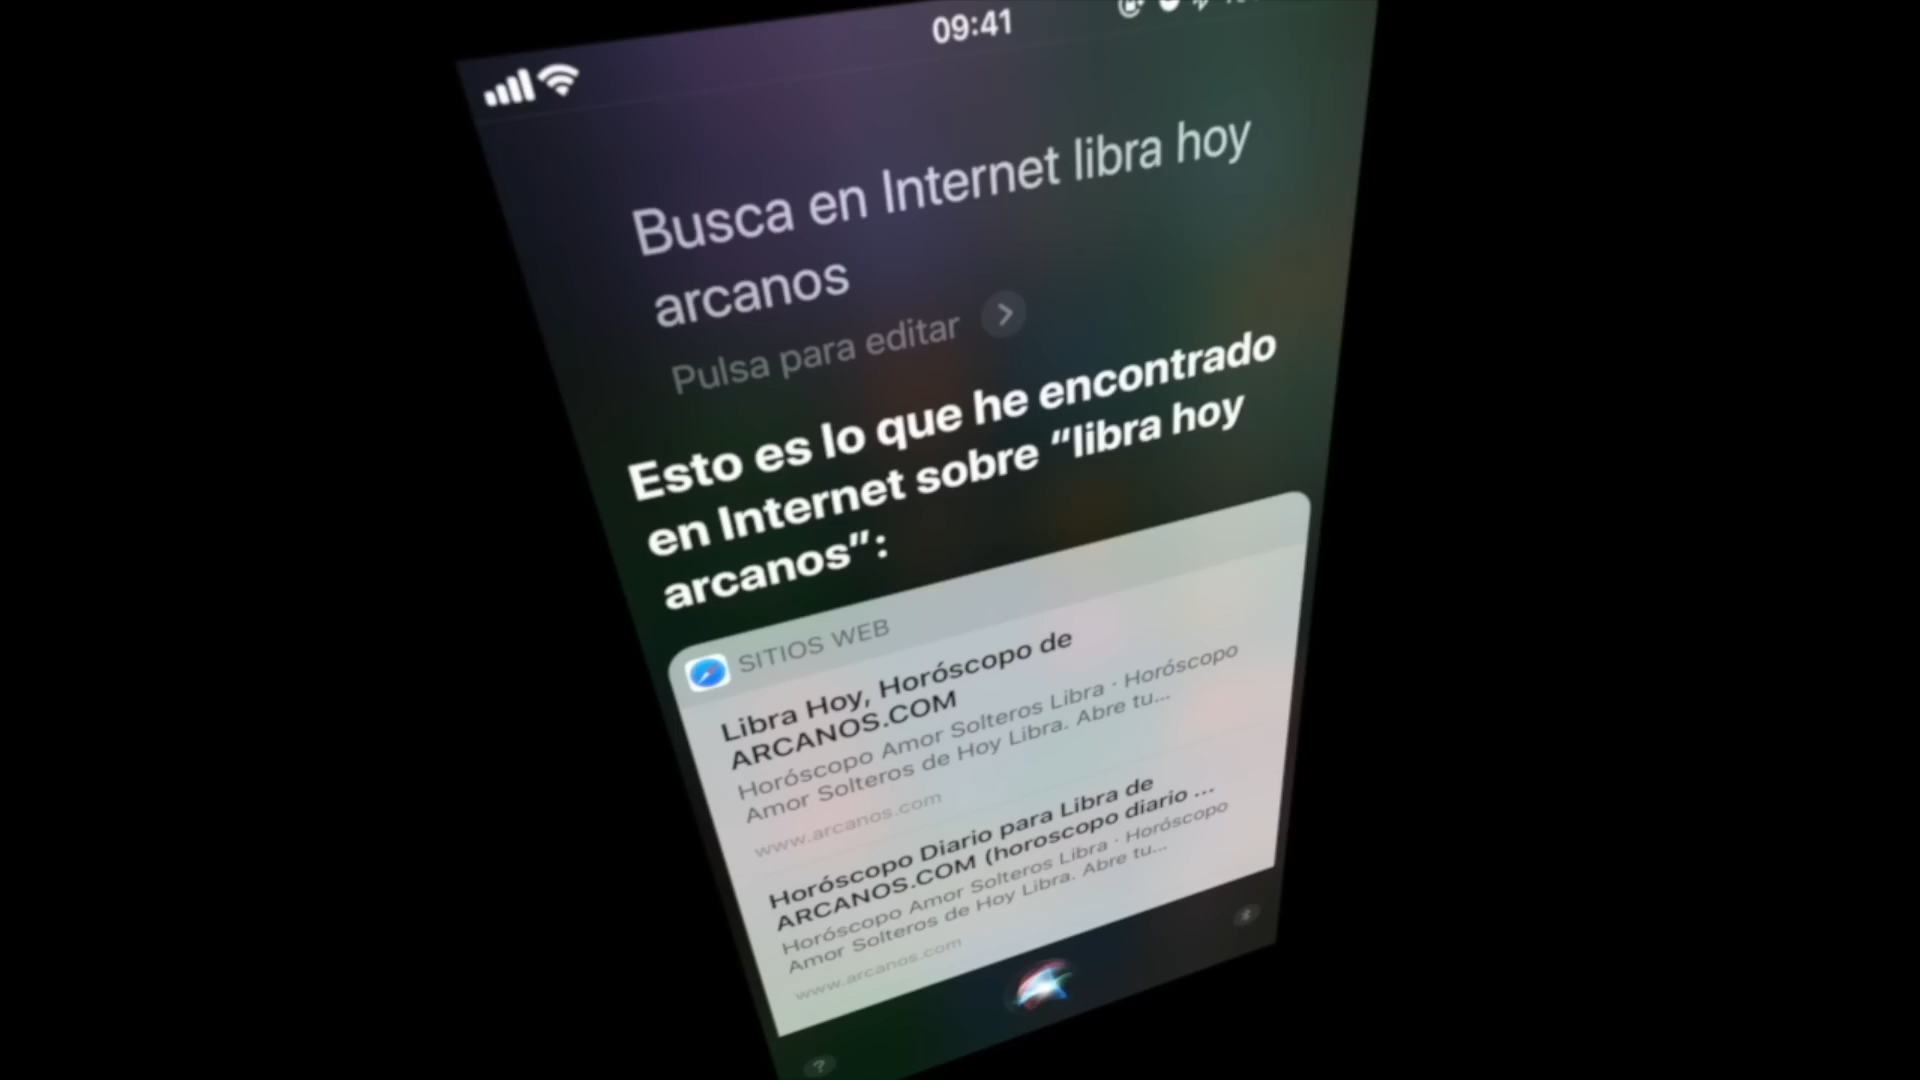 09:41
Busca en Internet libra hoy
arcanos
Pulsa para editar
Esto es lo que he encontrado
en Internet sobre “libra hoy
arcanos”:
SITIOS WEB
Libra Hoy, Horóscopo de
ARCANOS.COM
Horóscopo Amor Solteros Libra · Horóscopo
Amor Solteros de Hoy Libra. Abre tu...
www.arcanos.com
Horóscopo Diario para Libra de
ARCANOS.COM (horoscopo diario ...
Horóscopo Amor Solteros Libra · Horóscopo
Amor Solteros de Hoy Libra. Abre tu...
www.arcanos.com
?